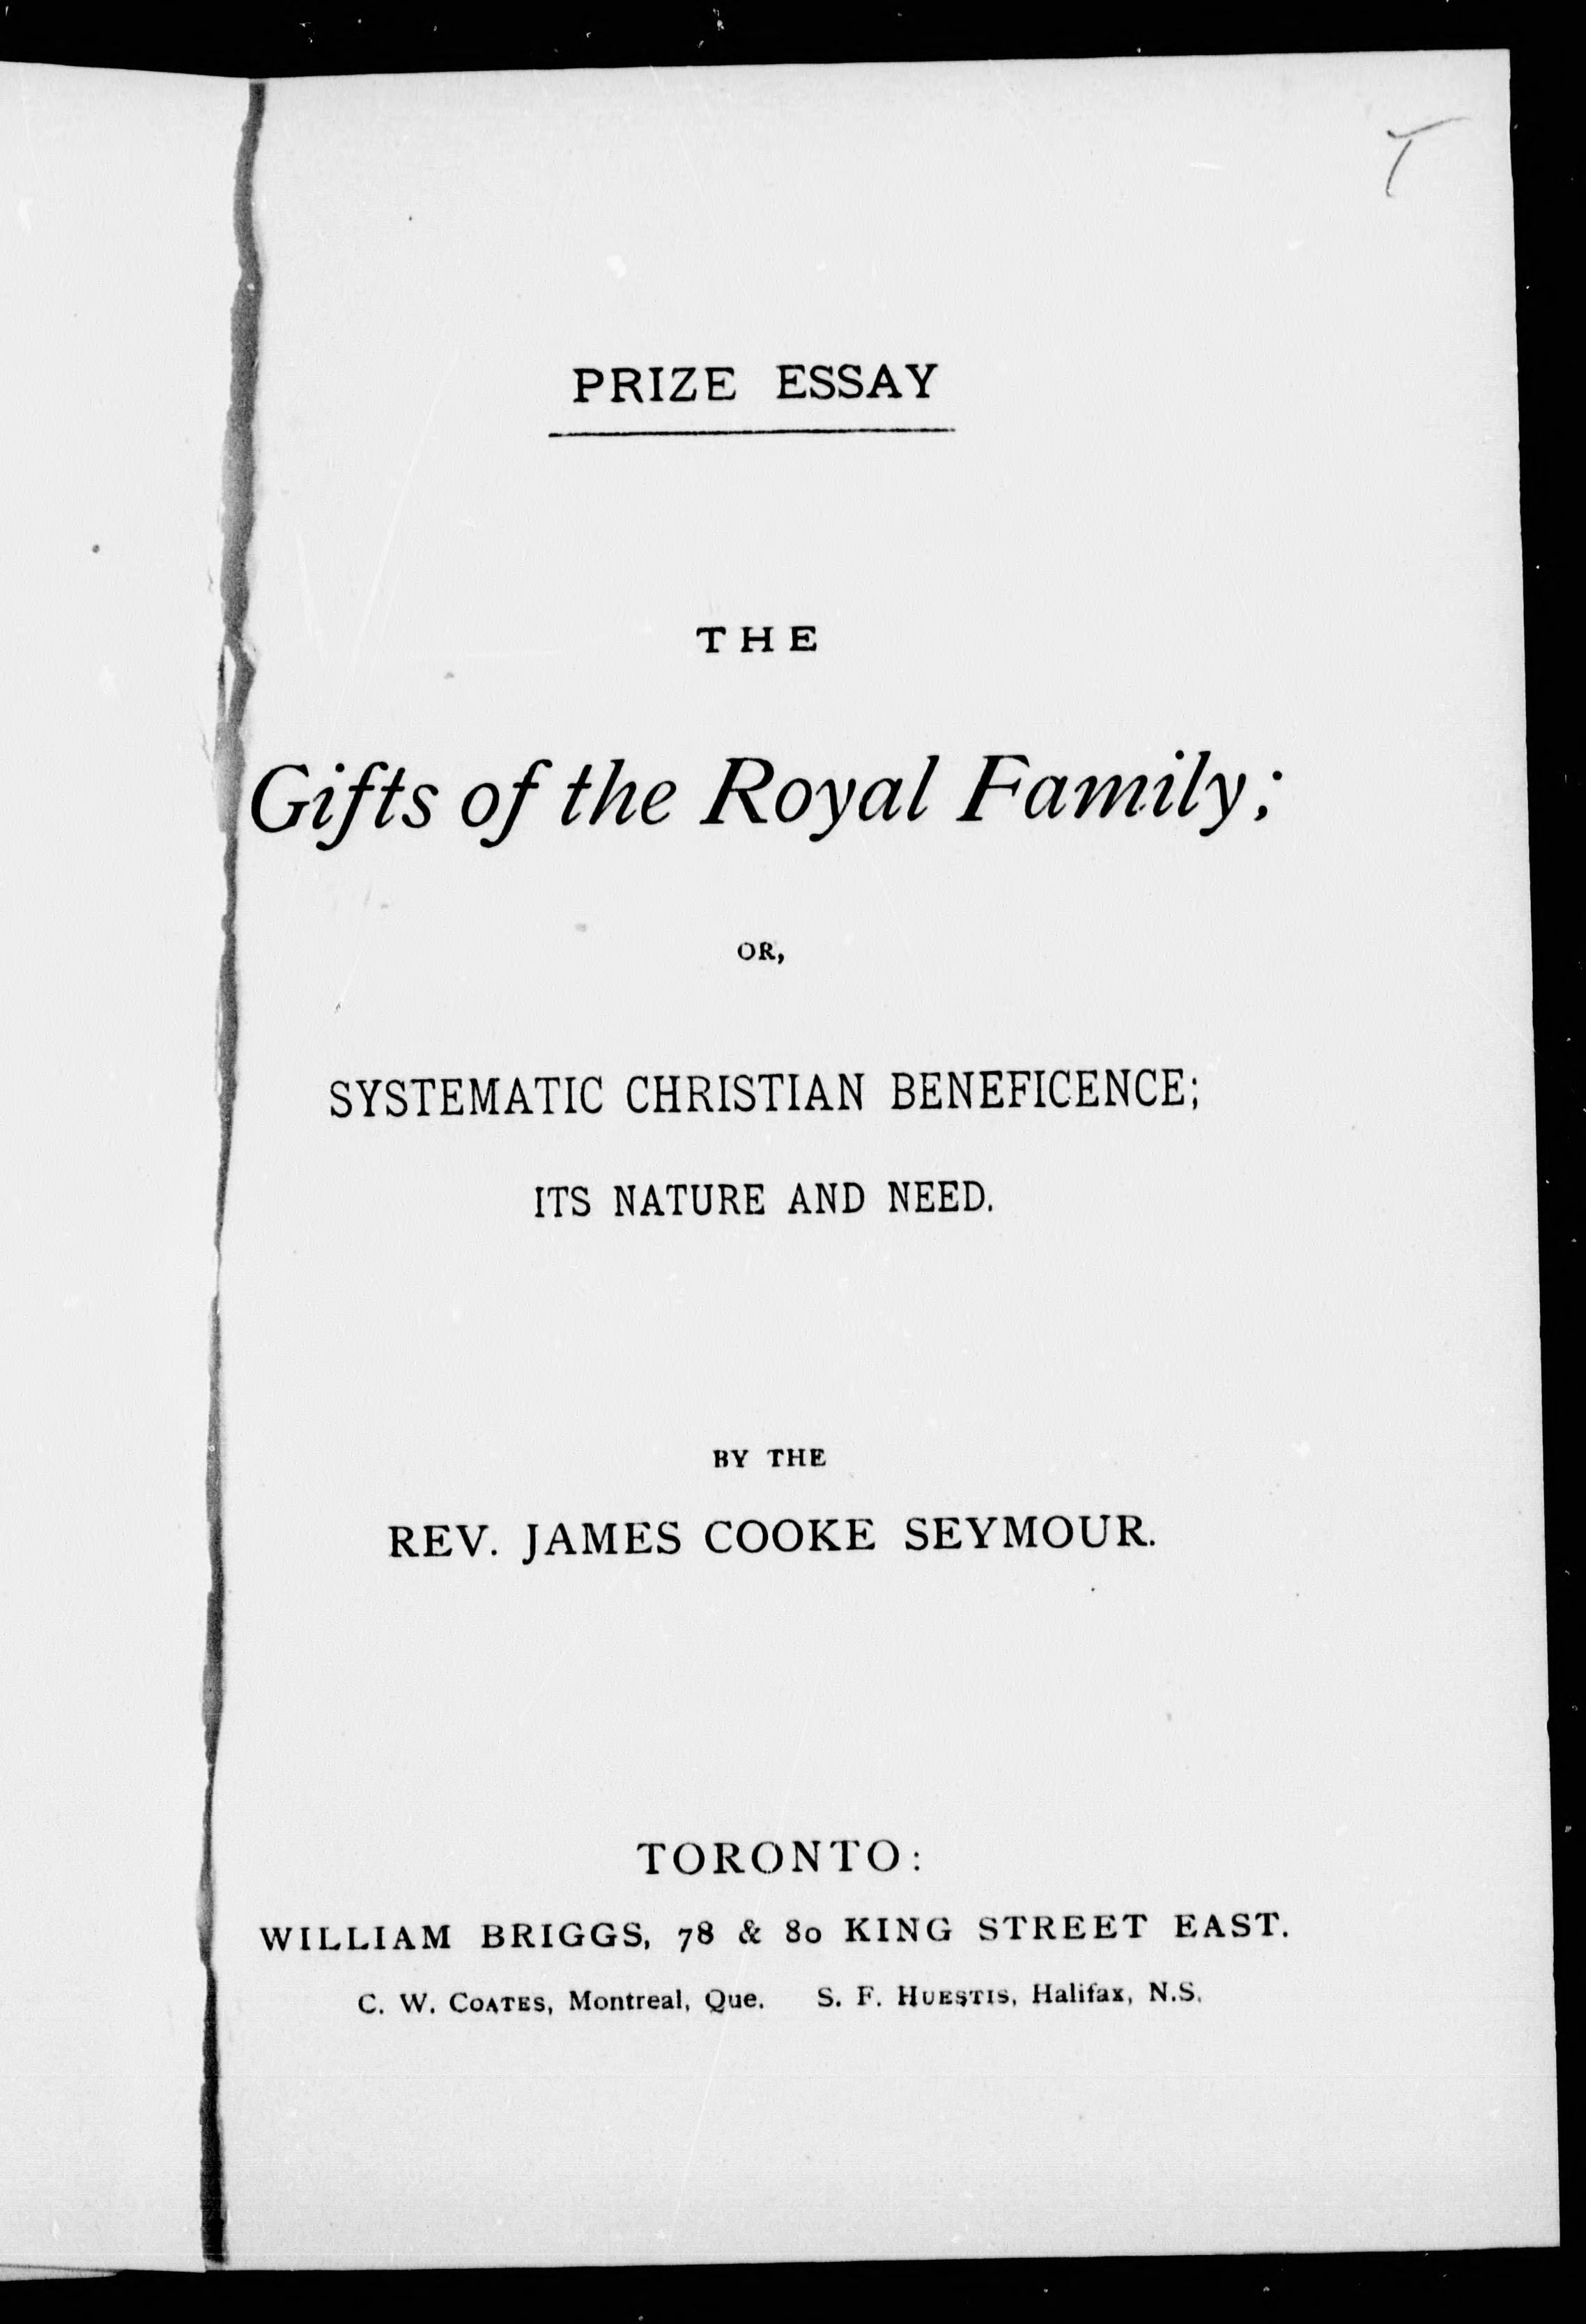 T
PRIZE ESSAY
THE
Gifts of the Royal Family;
OR,
SYSTEMATIC CHRISTIAN BENEFICENCE;
ITS NATURE AND NEED.
BY THE
REV. JAMES COOKE SEYMOUR.
TORONTO:
WILLIAM BRIGGS, 78 & 80 KING STREET EAST.
C. W. COATES, Montreal, Que. S. F. HUESTIS, Halifax, N.S.